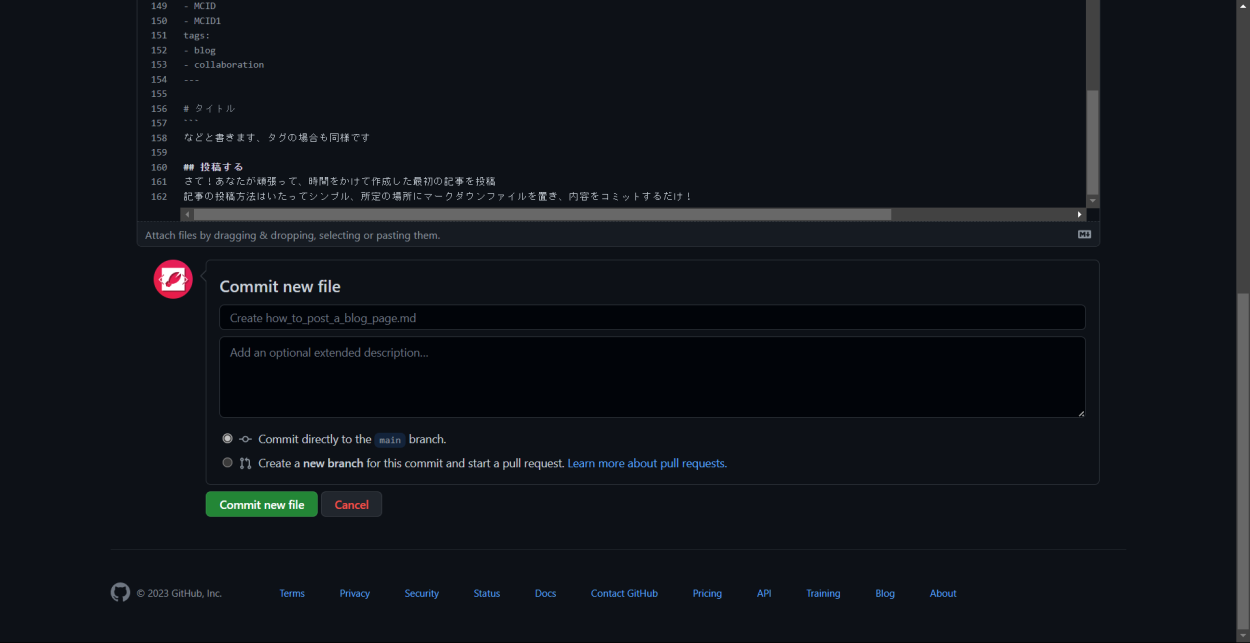 149 - MCID
150 - MCID1
151 tags:
152 - blog
153 - collaboration
154 ---
155
156 # タイトル
157 ```
158 などと書きます、タグの場合も同様です
159
160 ## 投稿する
161 さて！あなたが頑張って、時間をかけて作成した最初の記事を投稿
162 記事の投稿方法はいたってシンプル、所定の場所にマークダウンファイルを置き、内容をコミットするだけ！
Attach files by dragging & dropping, selecting or pasting them.
Commit new file
Create how_to_post_a_blog_page.md
Add an optional extended description...
Commit directly to the main branch.
Create a new branch for this commit and start a pull request. Learn more about pull requests.
Commit new file Cancel
© 2023 GitHub, Inc. Terms Privacy Security Status Docs Contact GitHub Pricing API Training Blog About